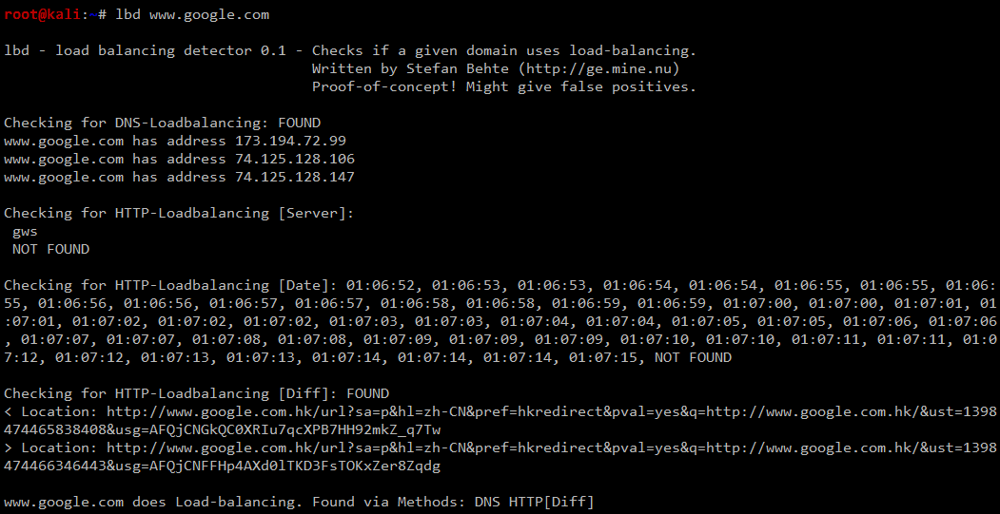 root@kali:~# lbd www.google.com
lbd - load balancing detector 0.1 - Checks if a given domain uses load-balancing.
Written by Stefan Behte (http://ge.mine.nu)
Proof-of-concept! Might give false positives.
Checking for DNS-Loadbalancing: FOUND
www.google.com has address 173.194.72.99
www.google.com has address 74.125.128.106
www.google.com has address 74.125.128.147
Checking for HTTP-Loadbalancing [Server]:
gws
NOT FOUND
Checking for HTTP-Loadbalancing [Date]: 01:06:52, 01:06:53, 01:06:53, 01:06:54, 01:06:54, 01:06:55, 01:06:55, 01:06:
55, 01:06:56, 01:06:56, 01:06:57, 01:06:57, 01:06:58, 01:06:58, 01:06:59, 01:06:59, 01:07:00, 01:07:00, 01:07:01, 01
:07:01, 01:07:02, 01:07:02, 01:07:02, 01:07:03, 01:07:03, 01:07:04, 01:07:04, 01:07:05, 01:07:05, 01:07:06, 01:07:06
, 01:07:07, 01:07:07, 01:07:08, 01:07:08, 01:07:09, 01:07:09, 01:07:09, 01:07:10, 01:07:10, 01:07:11, 01:07:11, 01:0
7:12, 01:07:12, 01:07:13, 01:07:13, 01:07:14, 01:07:14, 01:07:14, 01:07:15, NOT FOUND
Checking for HTTP-Loadbalancing [Diff]: FOUND
< Location: http://www.google.com.hk/url?sa=p&hl=zh-CN&pref=hkredirect&pval=yes&q=http://www.google.com.hk/&ust=1398
474465838408&usg=AFQjCNGkQC0XRIu7qcXPB7HH92mkZ_q7Tw
> Location: http://www.google.com.hk/url?sa=p&hl=zh-CN&pref=hkredirect&pval=yes&q=http://www.google.com.hk/&ust=1398
474466346443&usg=AFQjCNFFHp4AXd0lTKD3FsTOKxZer8Zqdg
www.google.com does Load-balancing. Found via Methods: DNS HTTP[Diff]